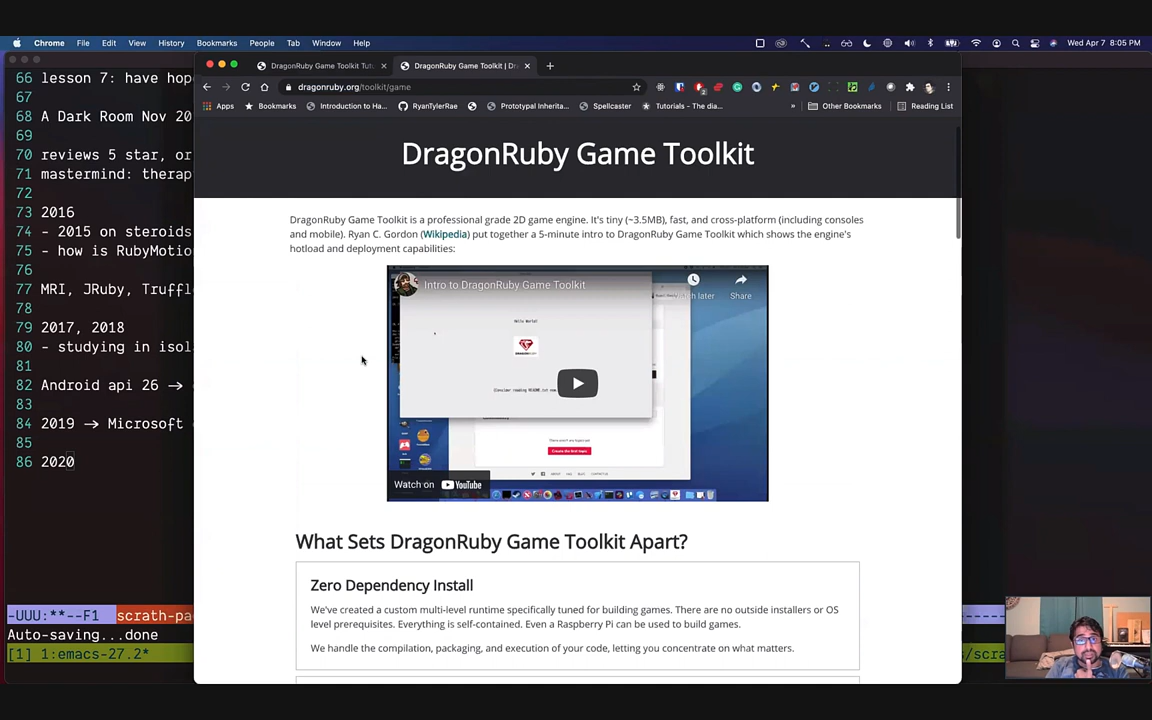 Chrome File Edit View History Bookmarks People Tab Window Help Wed Apr 7 8:05 PM
DragonRuby Game Toolkit Tut DragonRuby Game Toolkit | Dr
dragonruby.org/toolkit/game
Apps Bookmarks Introduction to Ha... RyanTylerRae Prototypal Inherita... Spellcaster Tutorials - The dia... » Other Bookmarks Reading List
66 lesson 7: have hop
67
68 A Dark Room Nov 20
69
70 reviews 5 star, or
71 mastermind: therap
72
73 2016
74 - 2015 on steroids
75 - how is RubyMotio
76
77 MRI, JRuby, Truffl
78
79 2017, 2018
80 - studying in isol
81
82 Android api 26 →
83
84 2019 → Microsoft
85
86 2020
-UUU:**--F1 scrath-pa
Auto-saving...done
[1] 1:emacs-27.2*
s/scra
DragonRuby Game Toolkit
DragonRuby Game Toolkit is a professional grade 2D game engine. It's tiny (~3.5MB), fast, and cross-platform (including consoles
and mobile). Ryan C. Gordon (Wikipedia) put together a 5-minute intro to DragonRuby Game Toolkit which shows the engine's
hotload and deployment capabilities:
Intro to DragonRuby Game Toolkit
later Share
Hello World!
DRAGONRUBY
Create the first topic
Watch on YouTube
What Sets DragonRuby Game Toolkit Apart?
Zero Dependency Install
We've created a custom multi-level runtime specifically tuned for building games. There are no outside installers or OS
level prerequisites. Everything is self-contained. Even a Raspberry Pi can be used to build games.
We handle the compilation, packaging, and execution of your code, letting you concentrate on what matters.